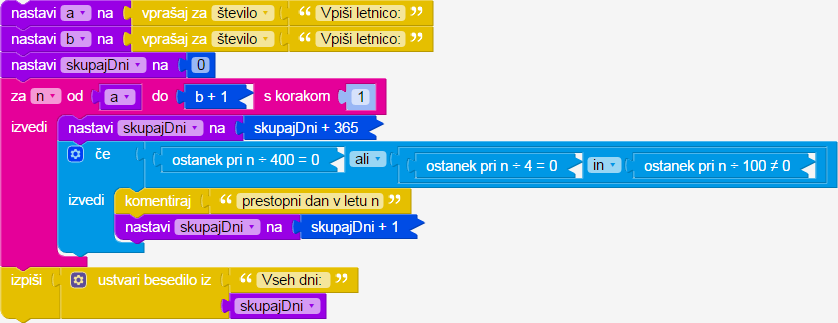 nastavi a na vprašaj za število “ Vpiši letnico: ”
nastavi b na vprašaj za število “ Vpiši letnico: ”
nastavi skupajDni na 0
za n od a do b + 1 s korakom 1
izvedi nastavi skupajDni na skupajDni + 365
če ostanek pri n ÷ 400 = 0 ali ostanek pri n ÷ 4 = 0 in ostanek pri n ÷ 100 ≠ 0
izvedi komentiraj “ prestopni dan v letu n ”
nastavi skupajDni na skupajDni + 1
izpiši ustvari besedilo iz “ Vseh dni: ”
skupajDni